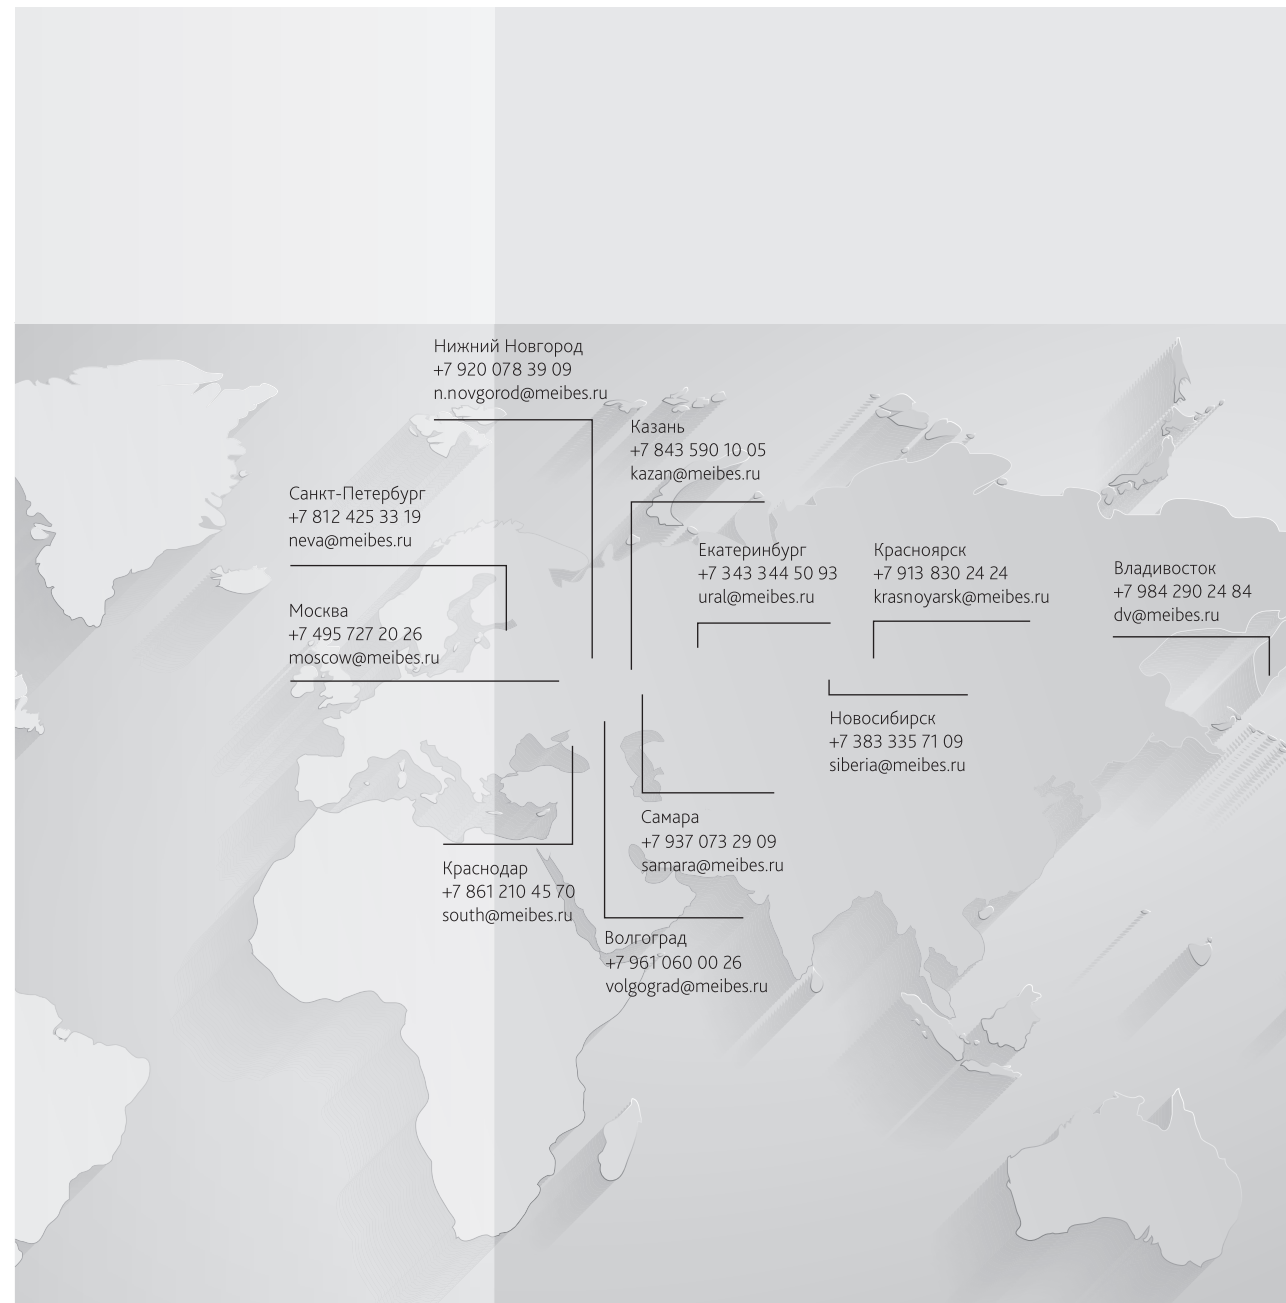 Нижний Новгород
+7 920 078 39 09
n.novgorod@meibes.ru
Казань
+7 843 590 10 05
kazan@meibes.ru
Санкт-Петербург
+7 812 425 33 19
neva@meibes.ru
Екатеринбург
+7 343 344 50 93
ural@meibes.ru
Красноярск
+7 913 830 24 24
krasnoyarsk@meibes.ru
Владивосток
+7 984 290 24 84
dv@meibes.ru
Москва
+7 495 727 20 26
moscow@meibes.ru
Новосибирск
+7 383 335 71 09
siberia@meibes.ru
Самара
+7 937 073 29 09
samara@meibes.ru
Краснодар
+7 861 210 45 70
south@meibes.ru
Волгоград
+7 961 060 00 26
volgograd@meibes.ru